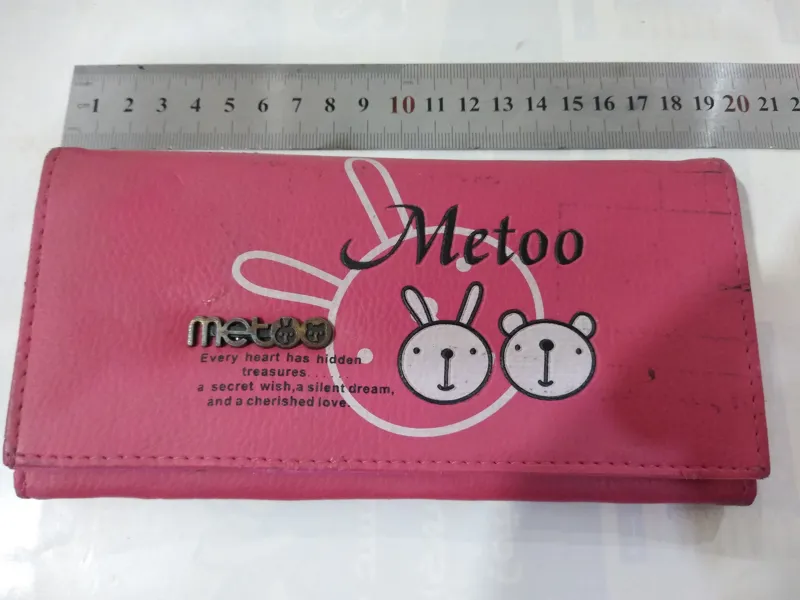 1 2 3 4 5 6 7 8 9 10 11 12 13 14 15 16 17 18 19 20 21 2
Metoo
metoo
Every heart has hidden
treasures.......
a secret wish,a silent dream,
and a cherished love.